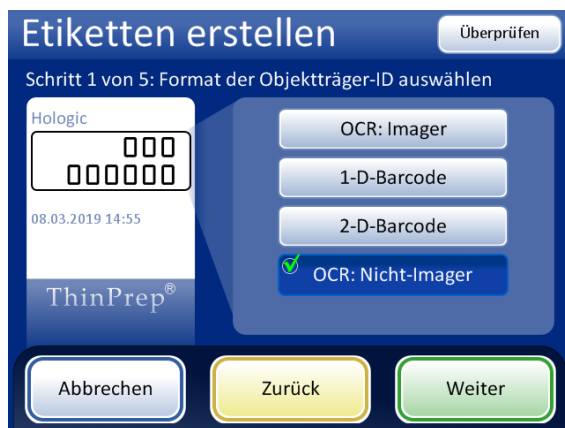 Etiketten erstellen
Überprüfen
Schritt 1 von 5: Format der Objektträger-ID auswählen
Hologic
000
000000
08.03.2019 14:55
ThinPrep®
OCR: Imager
1-D-Barcode
2-D-Barcode
OCR: Nicht-Imager
Abbrechen
Zurück
Weiter